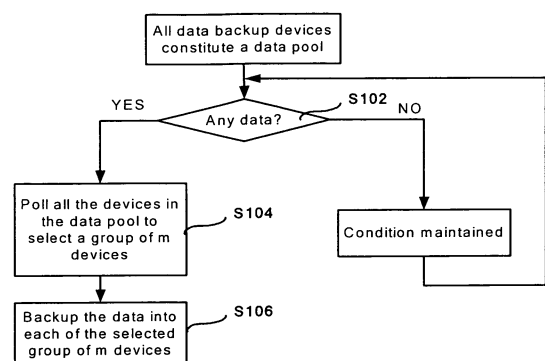 All data backup devices
constitute a data pool
YES
S102
NO
Any data?
Poll all the devices in
the data pool to
select a group of m
devices
S104
Condition maintained
Backup the data into
each of the selected
group of m devices
S106